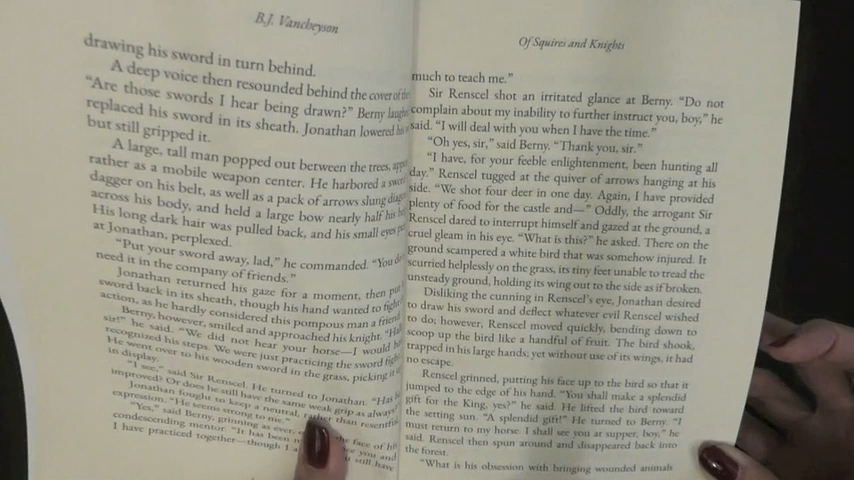 B.J. Vancheyson
drawing his sword in turn behind.
A deep voice then resounded behind the cover of the
"Are those swords I hear being drawn?" Berny
replaced his sword in its sheath. Jonathan lowered
but still gripped it.
A large, tall man popped out between the trees,
rather as a mobile weapon center. He harbored a
dagger on his belt, as well as a pack of arrows slung
across his body, and held a large bow nearly half his
His long dark hair was pulled back, and his small eyes
at Jonathan, perplexed.
"Put your sword away, lad," he commanded. "You
need it in the company of friends."
Jonathan returned his gaze for a moment, then put
sword back in its sheath, though his hand wanted to fight
action, as he hardly considered this pompous man a friend
Berny, however, smiled and approached his knight.
sir!" he said. "We did not hear your horse—I would
recognized his steps. We were just practicing the sword
He went over to his wooden sword in the grass, picking it
in display.
"I see," said Sir Renscel. He turned to Jonathan. "Has
improved? Or does he still have the same weak grip as always?
Jonathan fought to keep a neutral, rather than
expression. "He seems strong to me."
"Yes," said Berny, grinning as ever, the face of his
condescending mentor. "It has been you and
I have practiced together—though I still have
Of Squires and Knights
much to teach me."
Sir Renscel shot an irritated glance at Berny. "Do not
complain about my inability to further instruct you, boy," he
said. "I will deal with you when I have the time."
"Oh yes, sir," said Berny. "Thank you, sir."
"I have, for your feeble enlightenment, been hunting all
day." Renscel tugged at the quiver of arrows hanging at his
side. "We shot four deer in one day. Again, I have provided
plenty of food for the castle and—" Oddly, the arrogant Sir
Renscel dared to interrupt himself and gazed at the ground, a
cruel gleam in his eye. "What is this?" he asked. There on the
ground scampered a white bird that was somehow injured. It
scurried helplessly on the grass, its tiny feet unable to tread the
unsteady ground, holding its wing out to the side as if broken.
Disliking the cunning in Renscel's eye, Jonathan desired
to draw his sword and deflect whatever evil Renscel wished
to do; however, Renscel moved quickly, bending down to
scoop up the bird like a handful of fruit. The bird shook,
trapped in his large hands; yet without use of its wings, it had
no escape.
Renscel grinned, putting his face up to the bird so that it
jumped to the edge of his hand. "You shall make a splendid
gift for the King, yes?" he said. He lifted the bird toward
the setting sun. "A splendid gift!" He turned to Berny. "I
must return to my horse. I shall see you at supper, boy," he
said. Renscel then spun around and disappeared back into
the forest.
"What is his obsession with bringing wounded animals